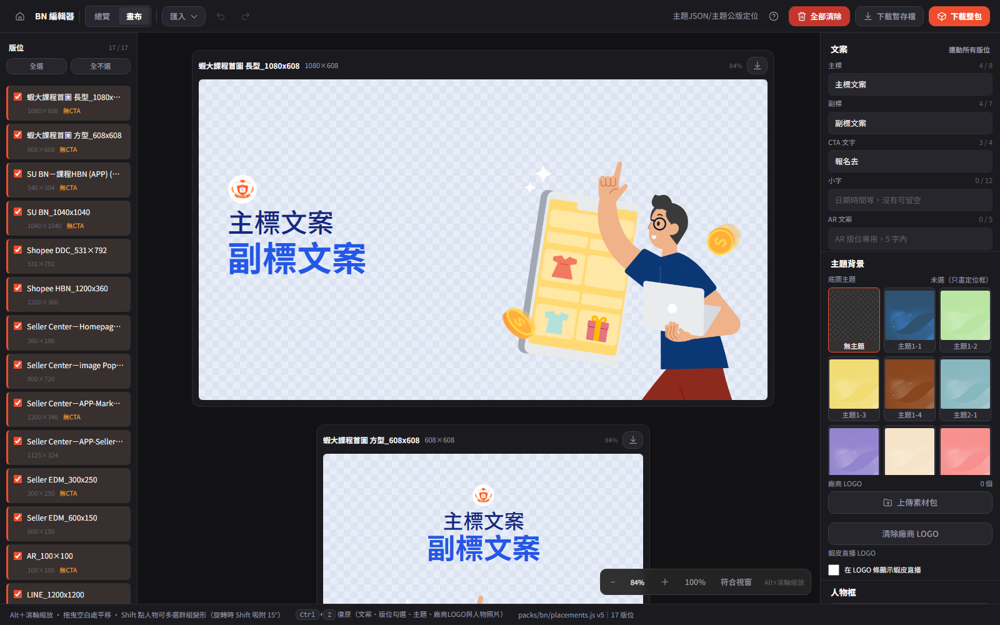 BN 編輯器
總覽
畫布
匯入
主題JSON/主題公版定位
全部清除
下載暫存檔
下載整包
版位
17 / 17
全選
全不選
蝦大課程首圖 長型_1080x…
1080×608 無CTA
蝦大課程首圖 方型_608x608
608×608 無CTA
SU BN－課程HBN (APP) (…
540×304 無CTA
SU BN_1040x1040
1040×1040 無CTA
Shopee DDC_531×792
531×792
Shopee HBN_1200x360
1200×360
Seller Center－Homepag…
360×186
Seller Center－image Pop…
800×720
Seller Center－APP-Mark…
1200×346 無CTA
Seller Center－APP-Seller…
1125×324
Seller EDM_300x250
300×250 無CTA
Seller EDM_600x150
600×150
AR_100×100
100×100 無CTA
LINE_1200x1200
蝦大課程首圖 長型_1080x608 1080×608
84%
主標文案
副標文案
蝦大課程首圖 方型_608x608 608×608
84%
主標文案
副標文案
− 84% + 100% 符合視窗 Alt+滾輪縮放
文案
連動所有版位
主標
4 / 8
主標文案
副標
4 / 7
副標文案
CTA 文字
3 / 4
報名去
小字
0 / 12
日期時間等，沒有可留空
AR 文案
0 / 5
AR 版位專用，5 字內
主題背景
底圖主題
未選（只畫定位框）
無主題
主題1-1
主題1-2
主題1-3
主題1-4
主題2-1
廠商 LOGO
0 個
上傳素材包
清除廠商 LOGO
蝦皮直播 LOGO
在 LOGO 條顯示蝦皮直播
人物框
Alt＋滾輪縮放 ・ 拖曳空白處平移 ・ Shift 點人物可多選群組變形（旋轉時 Shift 吸附 15°）
Ctrl+Z 復原（文案、版位勾選、主題、廠商LOGO與人物照片）
packs/bn/placements.js v5｜17 版位